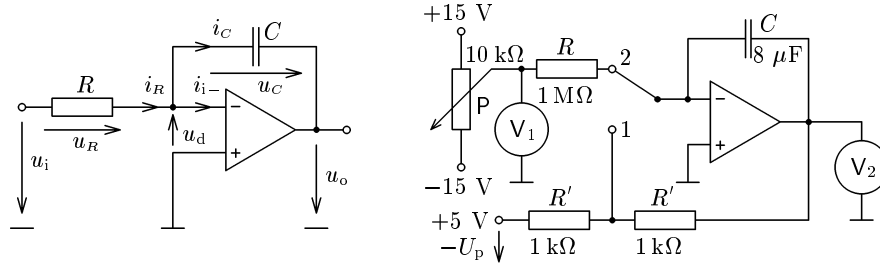 i_C C
R i_R i_i− u_C
u_R u_d
u_i u_o
− +
+15 V
10 kΩ R 2 C
8 μF
P 1 MΩ
V_1 1
− +
V_2
−15 V
R′ R′
+5 V
−U_p 1 kΩ 1 kΩ